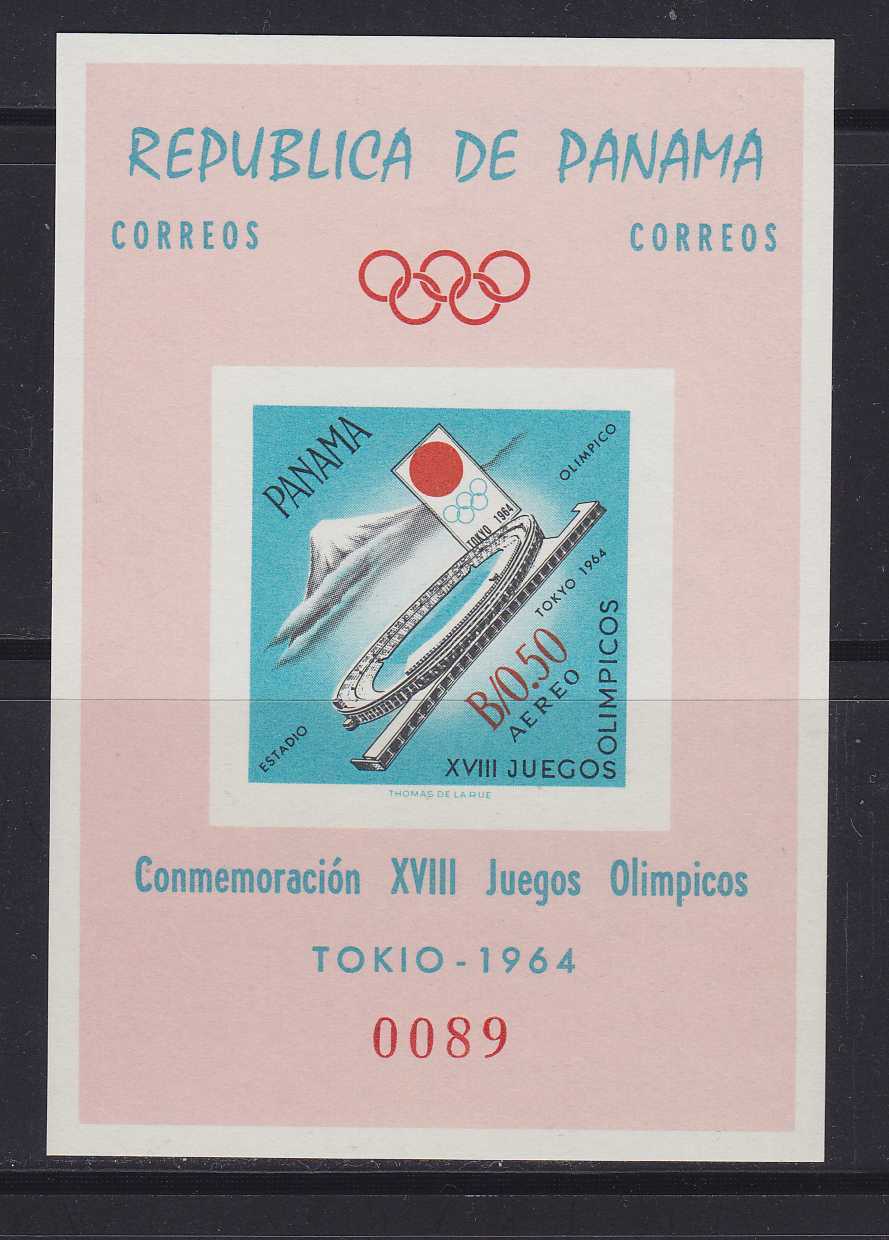 REPUBLICA DE PANAMA
CORREOS CORREOS
PANAMA
OLIMPICO
TOKYO 1964
TOKYO 1964
B/0.50
AEREO
ESTADIO
XVIII JUEGOS
OLIMPICOS
THOMAS DE LA RUE
Conmemoración XVIII Juegos Olimpicos
TOKIO - 1964
0089